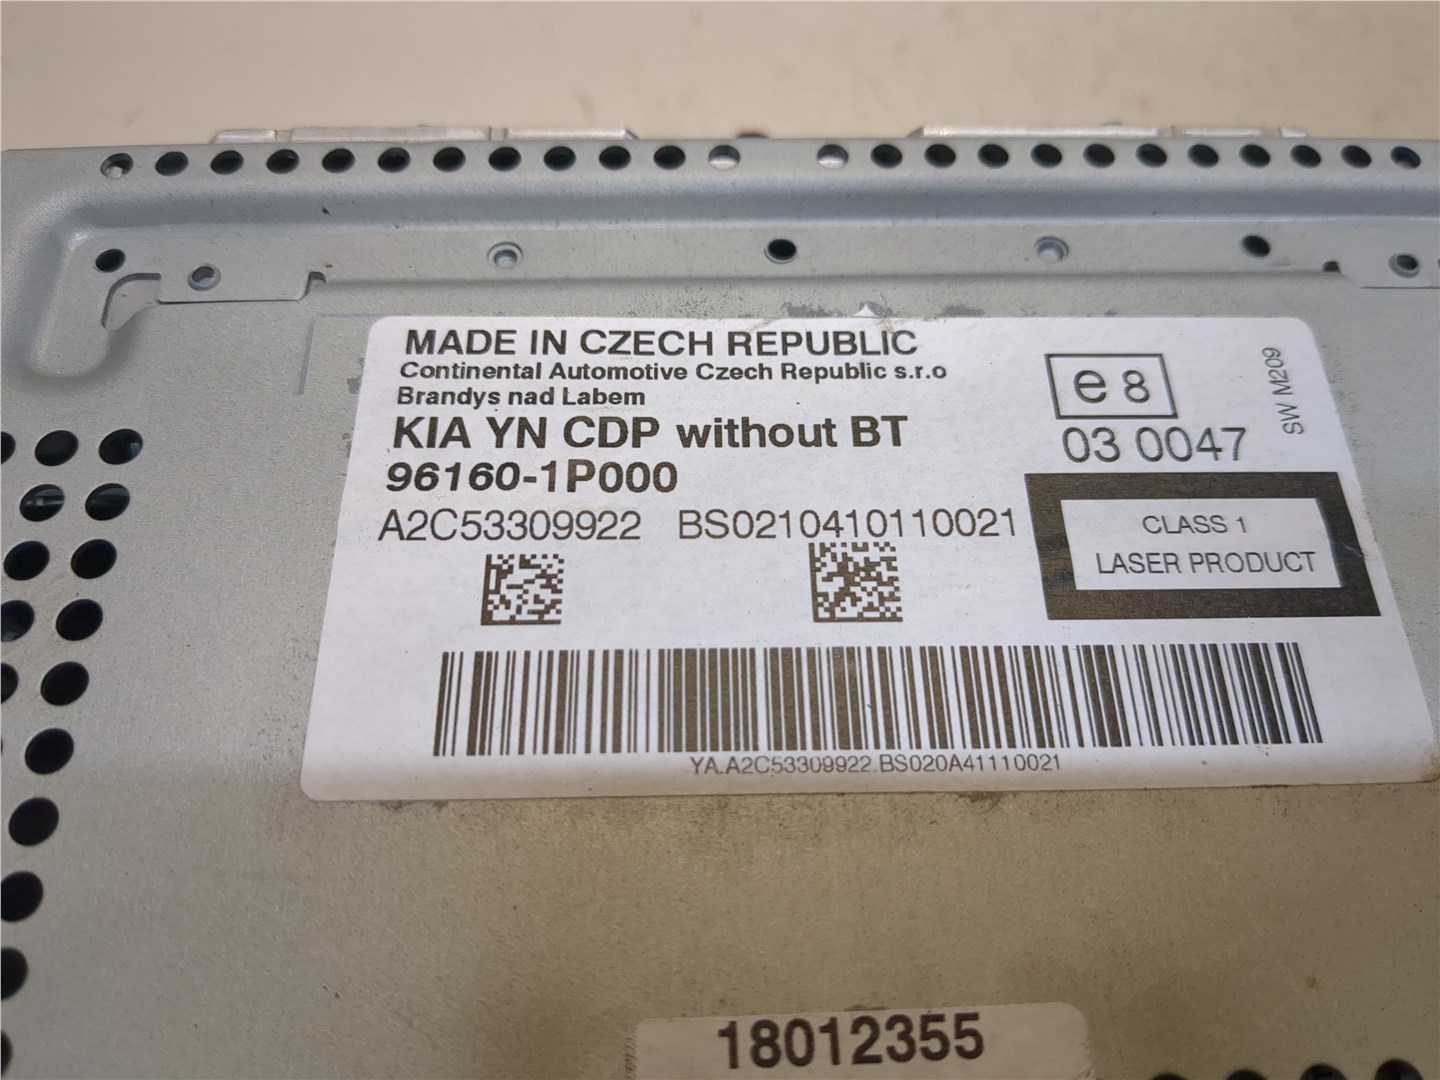 MADE IN CZECH REPUBLIC
Continental Automotive Czech Republic s.r.o
Brandys nad Labem
KIA YN CDP without BT
96160-1P000
A2C53309922 BS0210410110021
e 8
03 0047
SW M209
CLASS 1
LASER PRODUCT
YA.A2C53309922.BS020A41110021
18012355